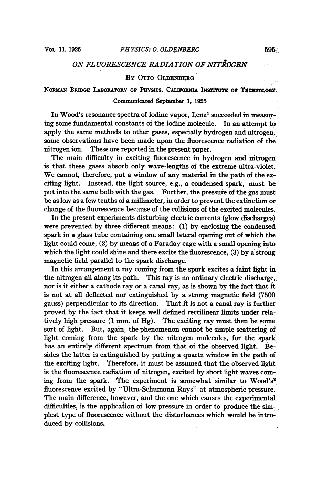 VOL. 11, 1925 PHYSICS: O. OLDENBERG 595
ON FLUORESCENCE RADIATION OF NITROGEN
BY OTTO OLDENBERG
NORMAN BRIDGE LABORATORY OF PHYSICS, CALIFORNIA INSTITUTE OF TECHNOLOGY.
Communicated September 1, 1925
In Wood's resonance spectra of iodine vapor, Lenz¹ succeeded in measur-
ing some fundamental constants of the iodine molecule. In an attempt to
apply the same methods to other gases, especially hydrogen and nitrogen,
some observations have been made upon the fluorescence radiation of the
nitrogen ion. These are reported in the present paper.
The main difficulty in exciting fluorescence in hydrogen and nitrogen
is that these gases absorb only wave-lengths of the extreme ultra violet.
We cannot, therefore, put a window of any material in the path of the ex-
citing light. Instead, the light source, e.g., a condensed spark, must be
put into the same bulb with the gas. Further, the pressure of the gas must
be as low as a few tenths of a millimeter, in order to prevent the extinction or
change of the fluorescence because of the collisions of the excited molecules.
In the present experiments disturbing electric currents (glow discharges)
were prevented by three different means: (1) by enclosing the condensed
spark in a glass tube containing one small lateral opening out of which the
light could come, (2) by means of a Faraday cage with a small opening into
which the light could shine and there excite the fluorescence, (3) by a strong
magnetic field parallel to the spark discharge.
In this arrangement a ray coming from the spark excites a faint light in
the nitrogen all along its path. This ray is no ordinary electric discharge,
nor is it either a cathode ray or a canal ray, as is shown by the fact that it
is not at all deflected nor extinguished by a strong magnetic field (7500
gauss) perpendicular to its direction. That it is not a canal ray is further
proved by the fact that it keeps well defined rectilinear limits under rela-
tively high pressure (1 mm. of Hg). The exciting ray must then be some
sort of light. But, again, the phenomenon cannot be simple scattering of
light coming from the spark by the nitrogen molecules, for the spark
has an entirely different spectrum from that of the observed light. Be-
sides the latter is extinguished by putting a quartz window in the path of
the exciting light. Therefore, it must be assumed that the observed light
is the fluorescence radiation of nitrogen, excited by short light waves com-
ing from the spark. The experiment is somewhat similar to Wood's²
fluorescence excited by "Ultra-Schumann Rays" at atmospheric pressure.
The main difference, however, and the one which causes the experimental
difficulties, is the application of low pressure in order to produce the sim-
plest type of fluorescence without the disturbances which would be intro-
duced by collisions.